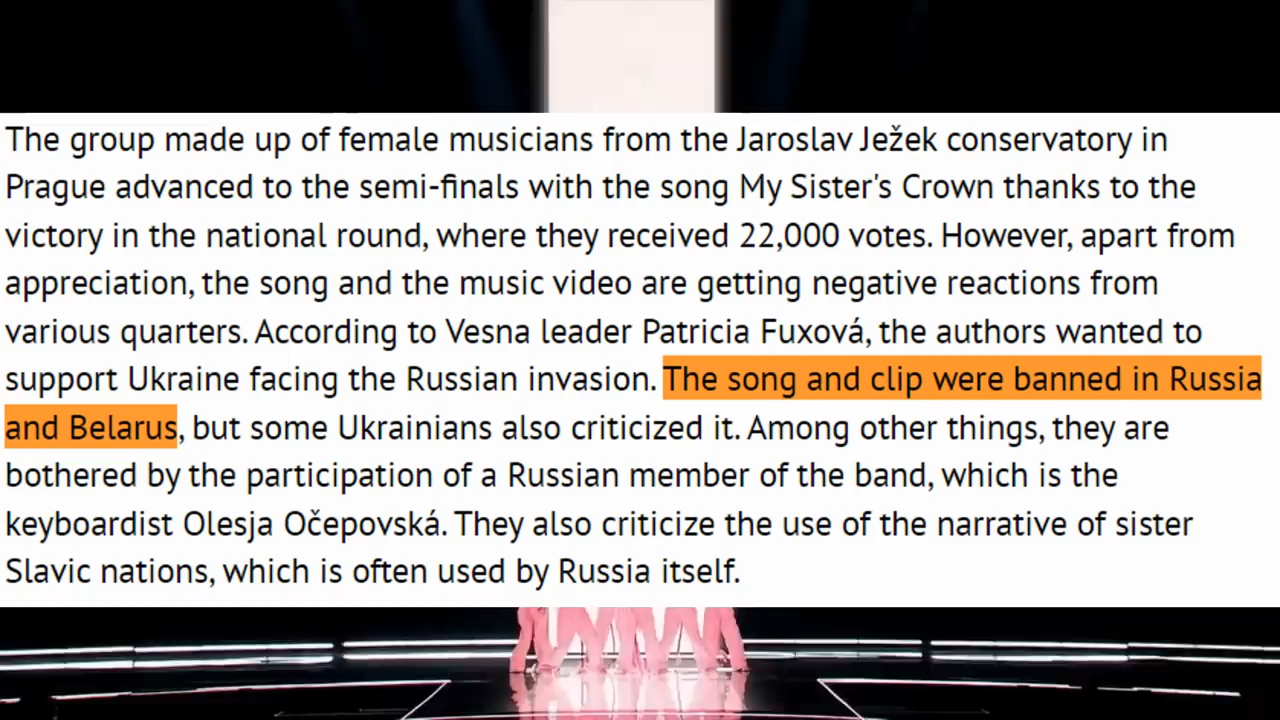 The group made up of female musicians from the Jaroslav Ježek conservatory in
Prague advanced to the semi-finals with the song My Sister's Crown thanks to the
victory in the national round, where they received 22,000 votes. However, apart from
appreciation, the song and the music video are getting negative reactions from
various quarters. According to Vesna leader Patricia Fuxová, the authors wanted to
support Ukraine facing the Russian invasion. The song and clip were banned in Russia
and Belarus, but some Ukrainians also criticized it. Among other things, they are
bothered by the participation of a Russian member of the band, which is the
keyboardist Olesja Očepovská. They also criticize the use of the narrative of sister
Slavic nations, which is often used by Russia itself.